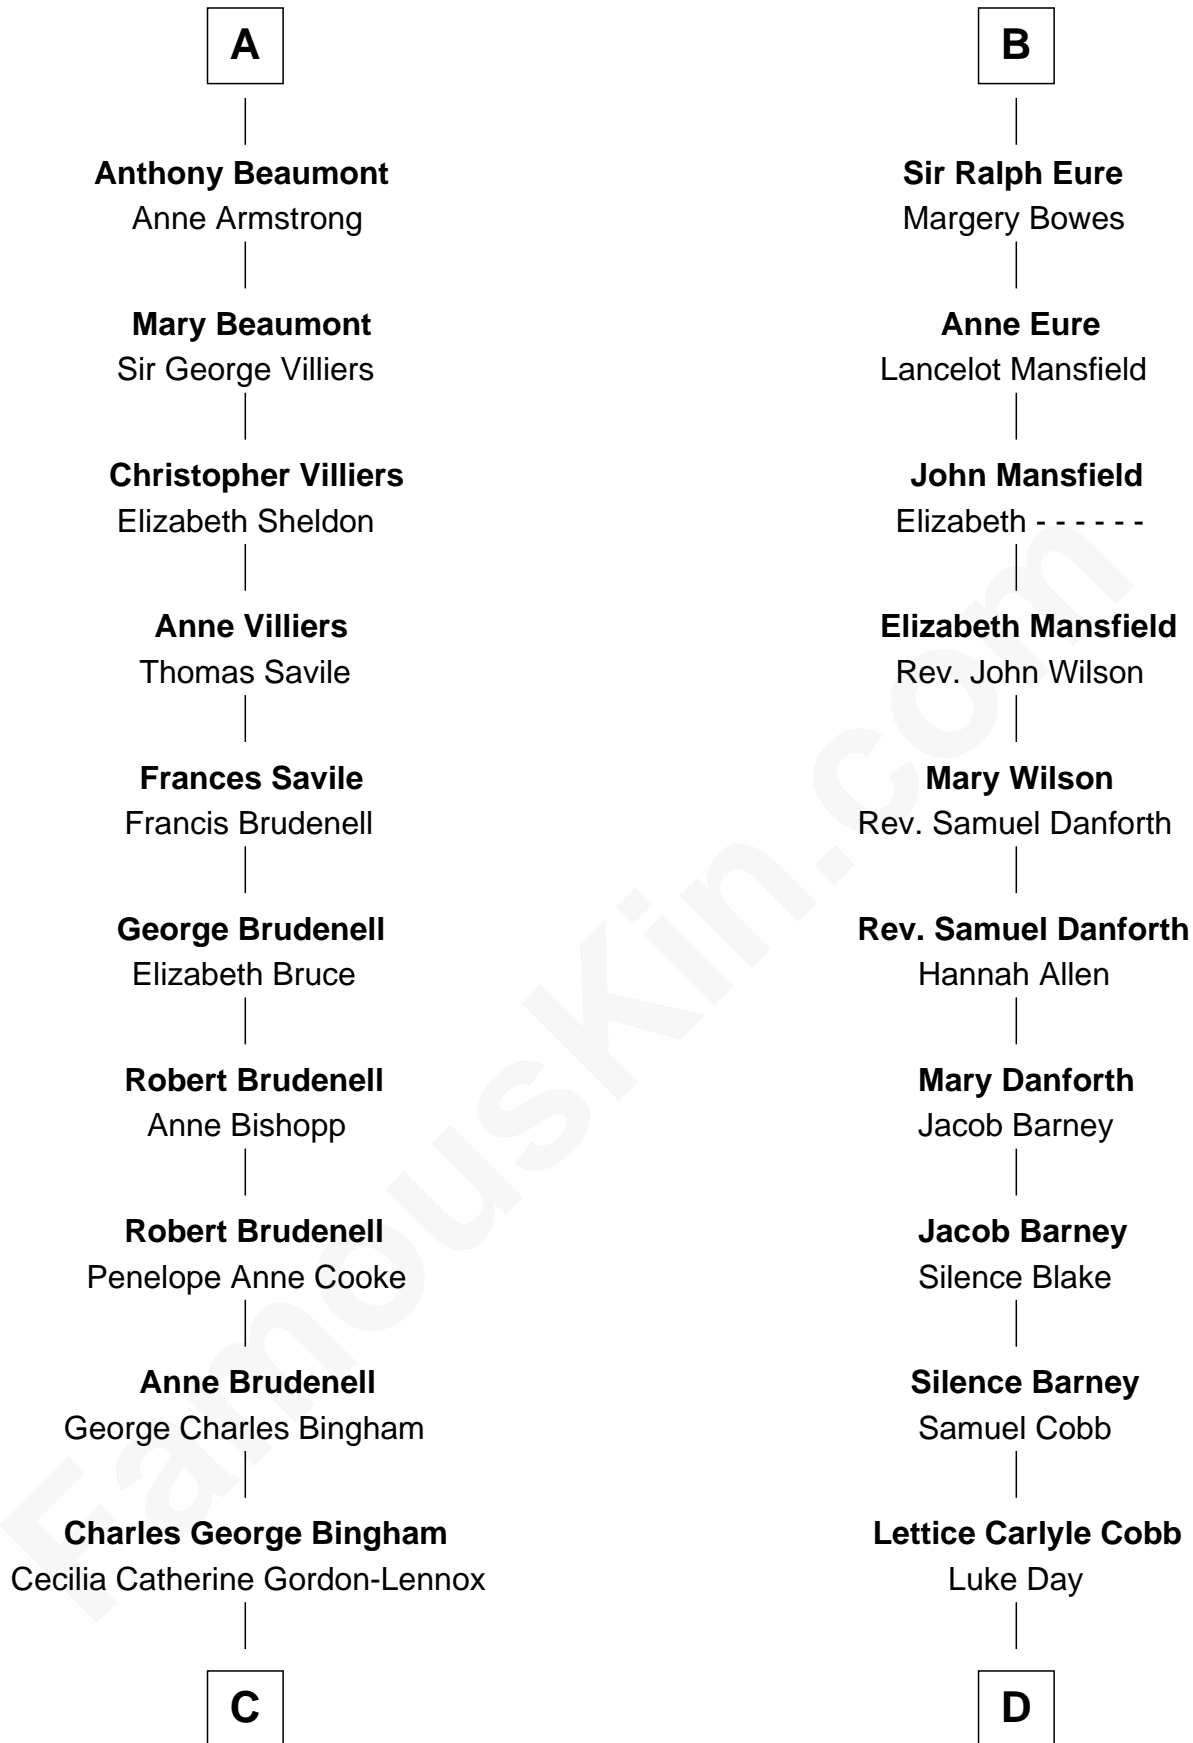 A
Anthony Beaumont
Anne Armstrong
Mary Beaumont
Sir George Villiers
Christopher Villiers
Elizabeth Sheldon
Anne Villiers
Thomas Savile
Frances Savile
Francis Brudenell
George Brudenell
Elizabeth Bruce
Robert Brudenell
Anne Bishopp
Robert Brudenell
Penelope Anne Cooke
Anne Brudenell
George Charles Bingham
Charles George Bingham
Cecilia Catherine Gordon-Lennox
C
B
Sir Ralph Eure
Margery Bowes
Anne Eure
Lancelot Mansfield
John Mansfield
Elizabeth - - - - - -
Elizabeth Mansfield
Rev. John Wilson
Mary Wilson
Rev. Samuel Danforth
Rev. Samuel Danforth
Hannah Allen
Mary Danforth
Jacob Barney
Jacob Barney
Silence Blake
Silence Barney
Samuel Cobb
Lettice Carlyle Cobb
Luke Day
D
FamousKin.com